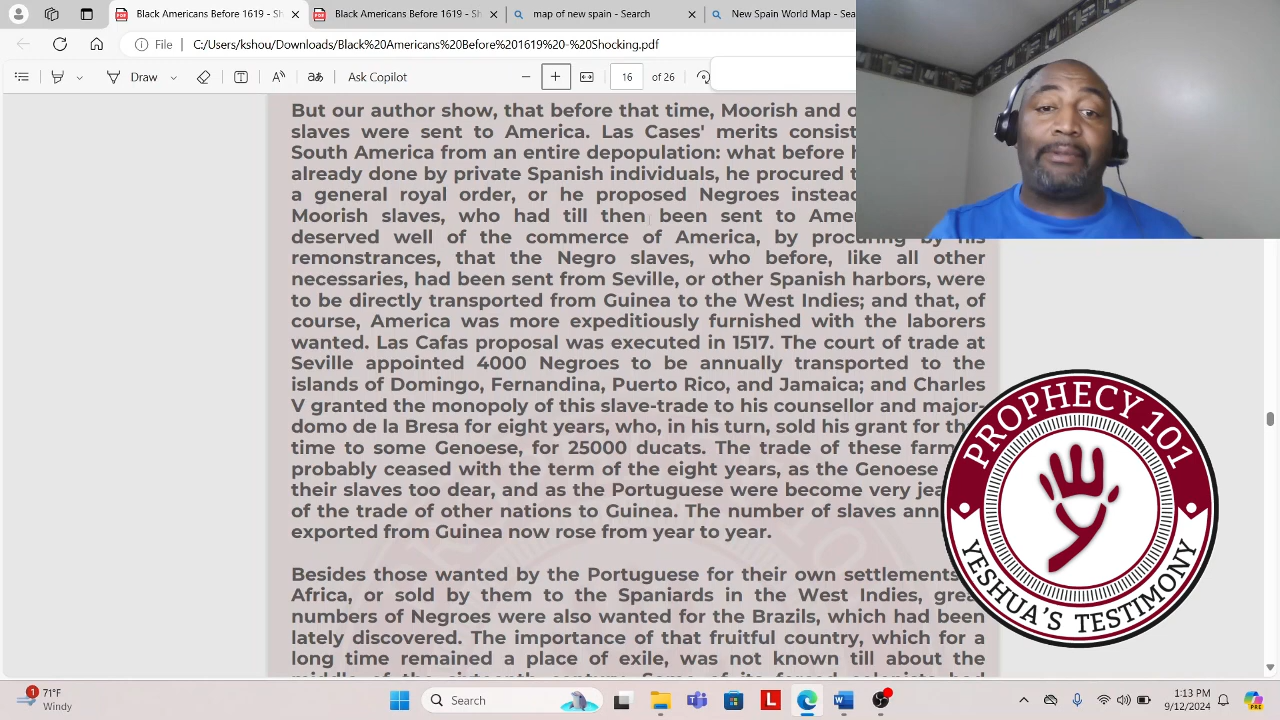 Black Americans Before 1619 - S
Black Americans Before 1619 - S
map of new spain - Search
New Spain World Map - Sea
File
C:/Users/kshou/Downloads/Black%20Americans%20Before%201619%20-%20Shocking.pdf
Draw
Ask Copilot
16 of 26
But our author show, that before that time, Moorish and
slaves were sent to America. Las Cases' merits consist
South America from an entire depopulation: what before
already done by private Spanish individuals, he procured
a general royal order, or he proposed Negroes instea
Moorish slaves, who had till then been sent to Amer
deserved well of the commerce of America, by procuring by his
remonstrances, that the Negro slaves, who before, like all other
necessaries, had been sent from Seville, or other Spanish harbors, were
to be directly transported from Guinea to the West Indies; and that, of
course, America was more expeditiously furnished with the laborers
wanted. Las Cafas proposal was executed in 1517. The court of trade at
Seville appointed 4000 Negroes to be annually transported to the
islands of Domingo, Fernandina, Puerto Rico, and Jamaica; and Charles
V granted the monopoly of this slave-trade to his counsellor and major-
domo de la Bresa for eight years, who, in his turn, sold his grant for th
time to some Genoese, for 25000 ducats. The trade of these farm
probably ceased with the term of the eight years, as the Genoese
their slaves too dear, and as the Portuguese were become very jea
of the trade of other nations to Guinea. The number of slaves ann
exported from Guinea now rose from year to year.
Besides those wanted by the Portuguese for their own settlements
Africa, or sold by them to the Spaniards in the West Indies, grea
numbers of Negroes were also wanted for the Brazils, which had been
lately discovered. The importance of that fruitful country, which for a
long time remained a place of exile, was not known till about the
middle of the sixteenth century. Some of its forced colonists had
PROPHECY 101
YESHUA'S TESTIMONY
1
71°F
Windy
Search
1:13 PM
9/12/2024